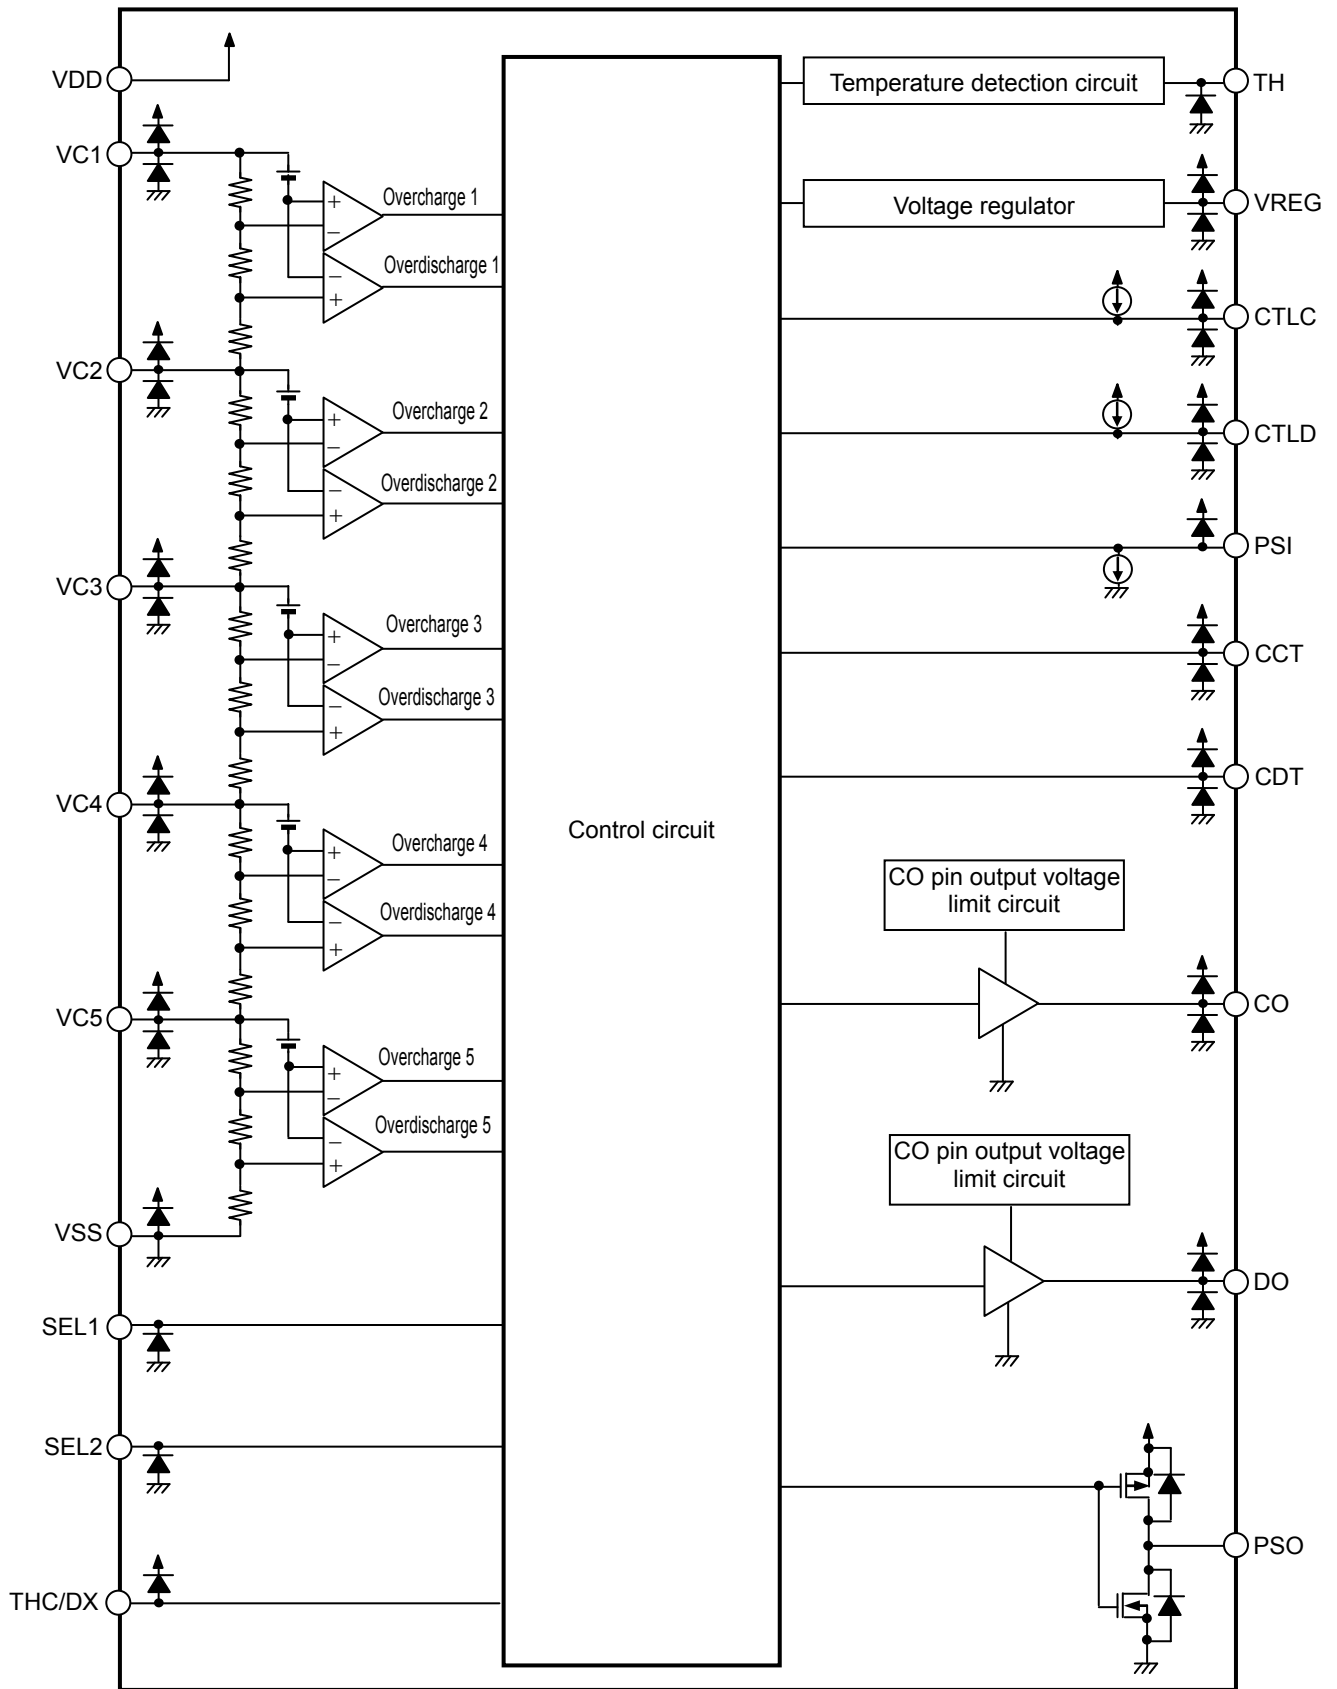 VDD
VC1
VC2
VC3
VC4
VC5
VSS
SEL1
SEL2
THC/DX
+
−
−
+
Overcharge 1
Overdischarge 1
+
−
−
+
Overcharge 2
Overdischarge 2
+
−
−
+
Overcharge 3
Overdischarge 3
+
−
−
+
Overcharge 4
Overdischarge 4
+
−
−
+
Overcharge 5
Overdischarge 5
Control circuit
Temperature detection circuit
Voltage regulator
CO pin output voltage
limit circuit
CO pin output voltage
limit circuit
TH
VREG
CTLC
CTLD
PSI
CCT
CDT
CO
DO
PSO